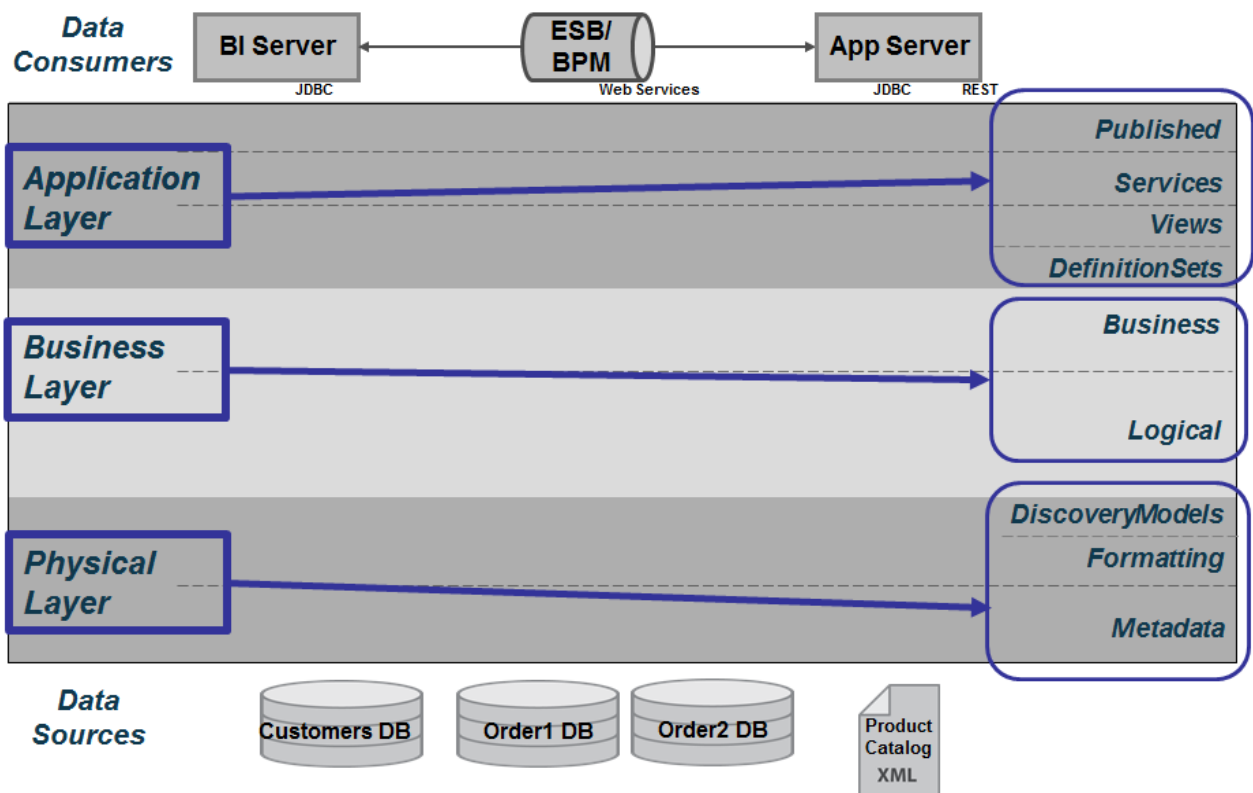 Data
Consumers
BI Server
ESB/
BPM
App Server
JDBC
Web Services
JDBC
REST
Application
Layer
Published
Services
Views
DefinitionSets
Business
Layer
Business
Logical
Physical
Layer
DiscoveryModels
Formatting
Metadata
Data
Sources
Customers DB
Order1 DB
Order2 DB
Product
Catalog
XML